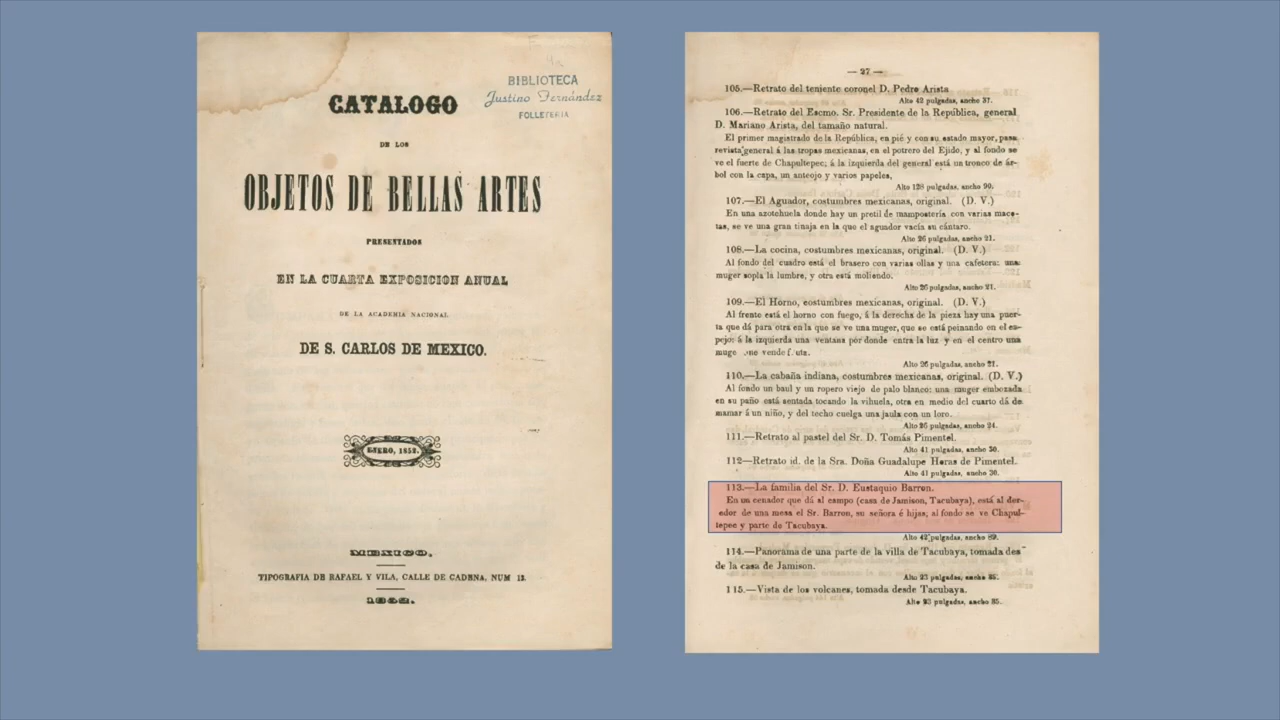 BIBLIOTECA
Justino Fernández
FOLLETERIA
CATALOGO
DE LOS
OBJETOS DE BELLAS ARTES
PRESENTADOS
EN LA CUARTA EXPOSICION ANUAL
DE LA ACADEMIA NACIONAL
DE S. CARLOS DE MEXICO.
ENERO, 1852.
MEXICO.
TIPOGRAFIA DE RAFAEL Y VILA, CALLE DE CADENA, NUM 13.
1852.
— 27 —
105.—Retrato del teniente coronel D. Pedro Arista
Alto 42 pulgadas, ancho 37.
106.—Retrato del Escmo. Sr. Presidente de la República, general
D. Mariano Arista, del tamaño natural.
El primer magistrado de la República, en pié y con su estado mayor, pasa
revista general á las tropas mexicanas, en el potrero del Ejido, y al fondo se
ve el fuerte de Chapultepec; á la izquierda del general está un tronco de ár-
bol con la capa, un anteojo y varios papeles,
Alto 128 pulgadas, ancho 90.
107.—El Aguador, costumbres mexicanas, original. (D. V.)
En una azotehuela donde hay un pretil de mampostería con varias mace-
tas, se ve una gran tinaja en la que el aguador vacía su cántaro.
Alto 26 pulgadas, ancho 21.
108.—La cocina, costumbres mexicanas, original. (D. V.)
Al fondo del cuadro está el brasero con varias ollas y una cafetera: una
muger sopla la lumbre, y otra está moliendo.
Alto 26 pulgadas, ancho 21.
109.—El Horno, costumbres mexicanas, original. (D. V.)
Al frente está el horno con fuego, á la derecha de la pieza hay una puer-
ta que dá para otra en la que se ve una muger, que se está peinando en el es-
pejo: á la izquierda una ventana por donde entra la luz y en el centro una
muge vende
Alto 26 pulgadas, ancho 21.
110.—La cabaña indiana, costumbres mexicanas, original. (D. V.)
Al fondo un baul y un ropero viejo de palo blanco: una muger embozada
en su paño está sentada tocando la vihuela, otra en medio del cuarto dá de
mamar á un niño, y del techo cuelga una jaula con un loro.
Alto 26 pulgadas, ancho 24.
111.—Retrato al pastel del Sr. D. Tomás Pimentel.
Alto 41 pulgadas, ancho 30.
112—Retrato id. de la Sra. Doña Guadalupe Heras de Pimentel.
Alto 41 pulgadas, ancho 30.
113.—La familia del Sr. D. Eustaquio Barron.
En un cenador que dá al campo (casa de Jamison, Tacubaya), está al der-
edor de una mesa el Sr. Barron, su señora é hijas; al fondo se ve Chapul-
tepec y parte de Tacubaya.
Alto 42 pulgadas, ancho
114.—Panorama de una parte de la villa de Tacubaya, tomada des
de la casa de Jamison.
Alto 23 pulgadas, ancho
115.—Vista de los volcanes, tomada desde Tacubaya.
Alto 23 pulgadas, ancho 35.